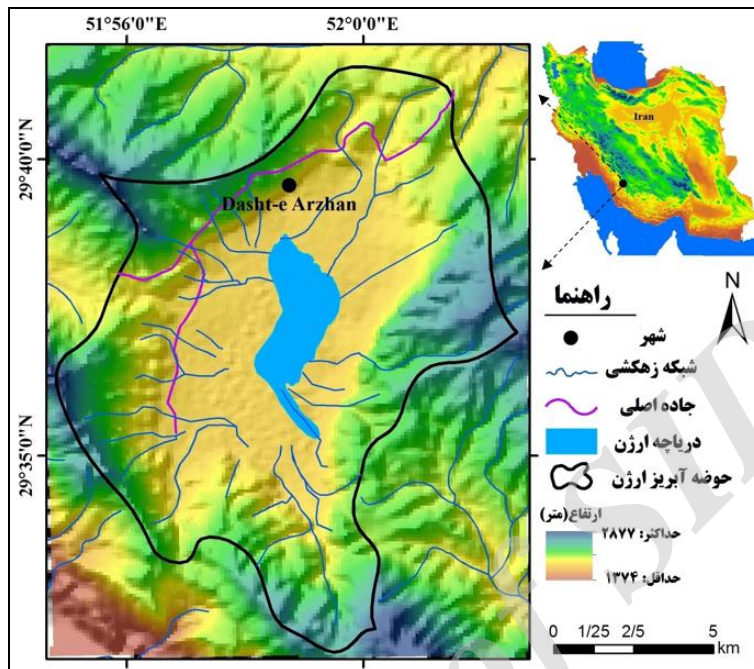 51°56'0"E
52°0'0"E
29°40'0"N
29°35'0"N
Dasht-e Arzhan
Iran
N
راهنما
شهر
شبکه زهکشی
جاده اصلی
دریاچه ارژن
حوضه آبریز ارژن
ارتفاع(متر)
حداکثر: ۲۸۷۷
حداقل: ۱۳۷۴
0 1/25 2/5 5
km